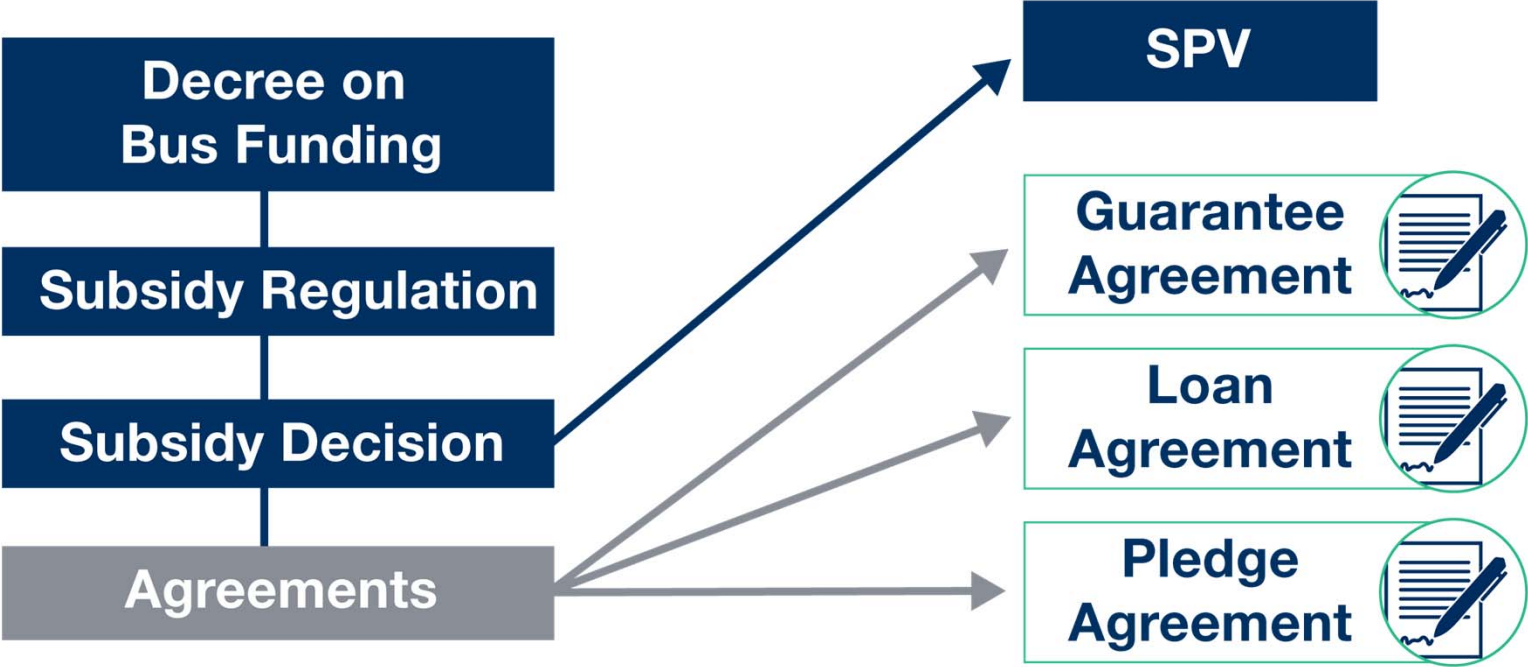 Decree on
Bus Funding
Subsidy Regulation
Subsidy Decision
Agreements
SPV
Guarantee
Agreement
Loan
Agreement
Pledge
Agreement